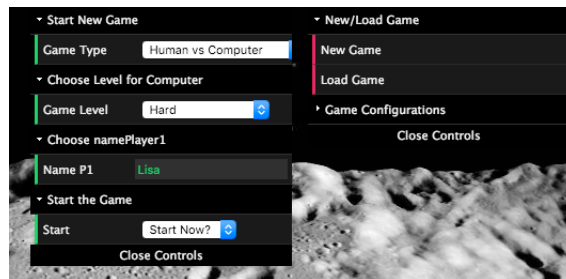 Start New Game
Game Type Human vs Computer
Choose Level for Computer
Game Level Hard
Choose namePlayer1
Name P1 Lisa
Start the Game
Start Start Now?
Close Controls
New/Load Game
New Game
Load Game
Game Configurations
Close Controls